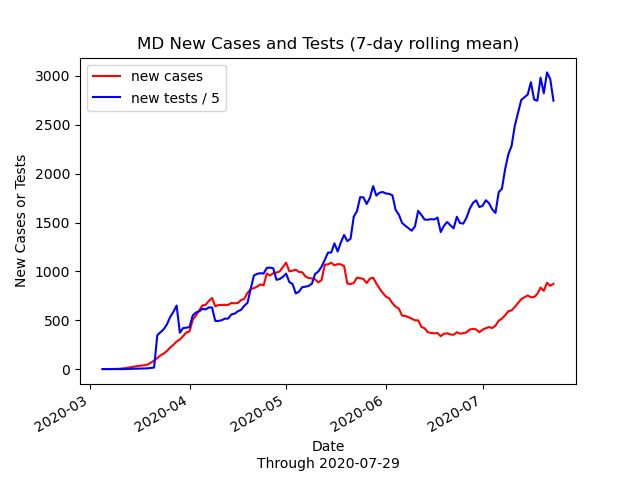 MD New Cases and Tests (7-day rolling mean)
new cases
new tests / 5
New Cases or Tests
3000
2500
2000
1500
1000
500
0
2020-03
2020-04
2020-05
2020-06
2020-07
Date
Through 2020-07-29